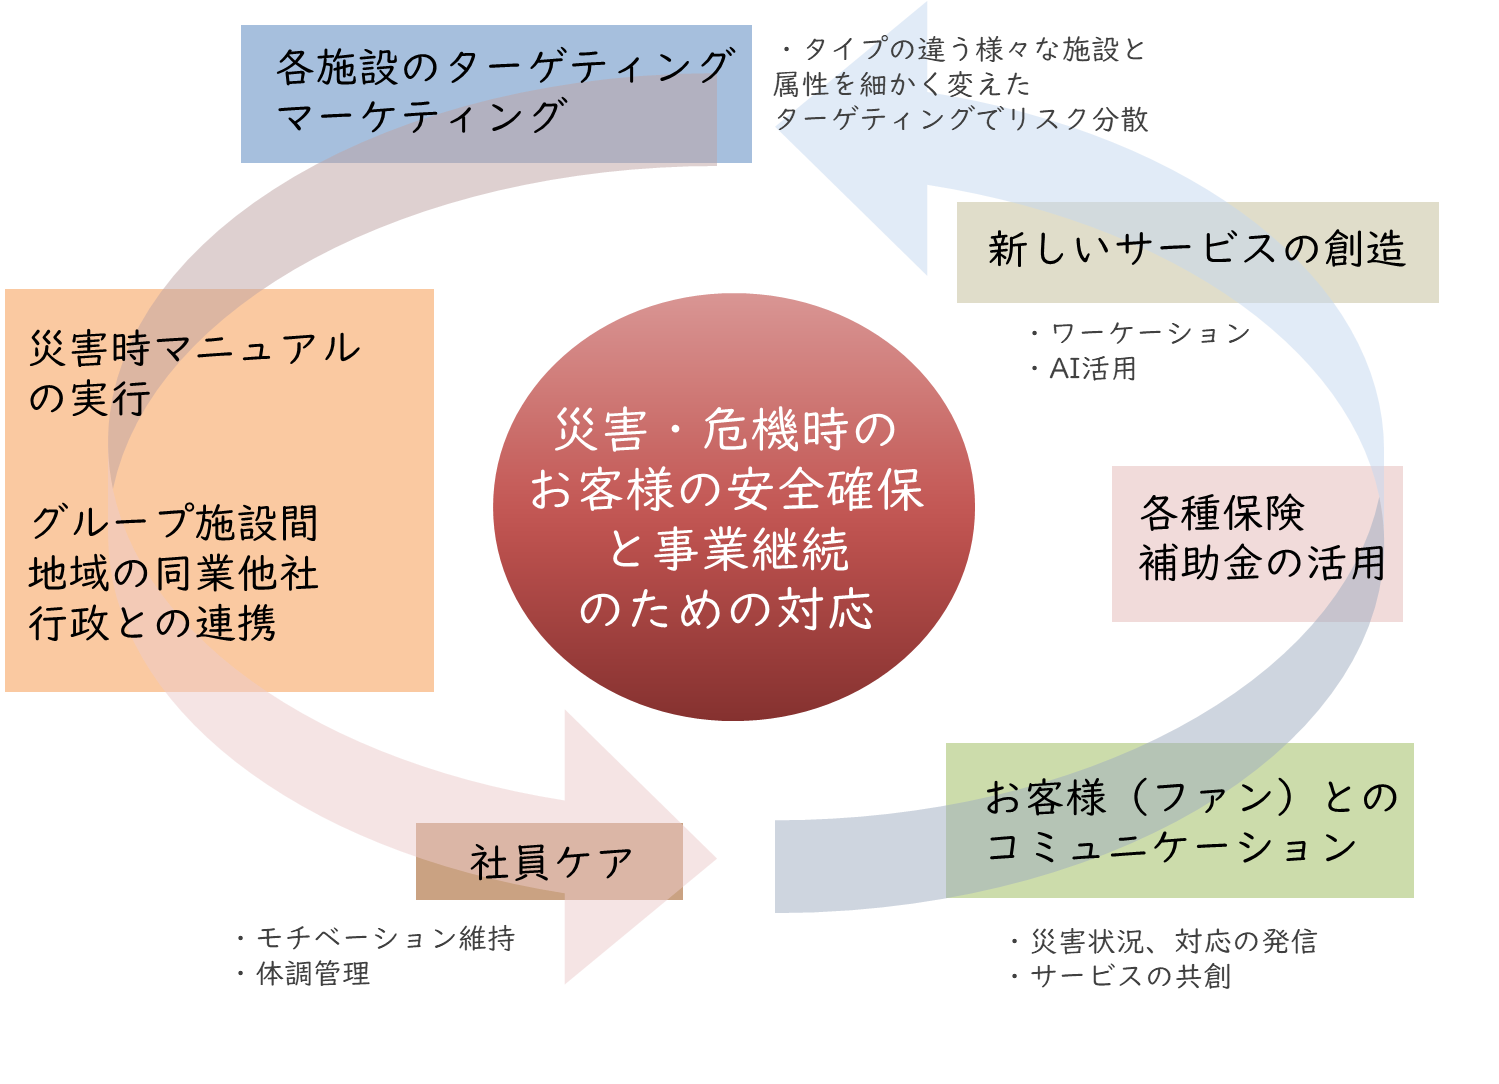 各施設のターゲティング
マーケティング
・タイプの違う様々な施設と
属性を細かく変えた
ターゲティングでリスク分散
新しいサービスの創造
・ワーケーション
・AI活用
災害時マニュアル
の実行
グループ施設間
地域の同業他社
行政との連携
災害・危機時の
お客様の安全確保
と事業継続
のための対応
各種保険
補助金の活用
社員ケア
・モチベーション維持
・体調管理
お客様（ファン）との
コミュニケーション
・災害状況、対応の発信
・サービスの共創